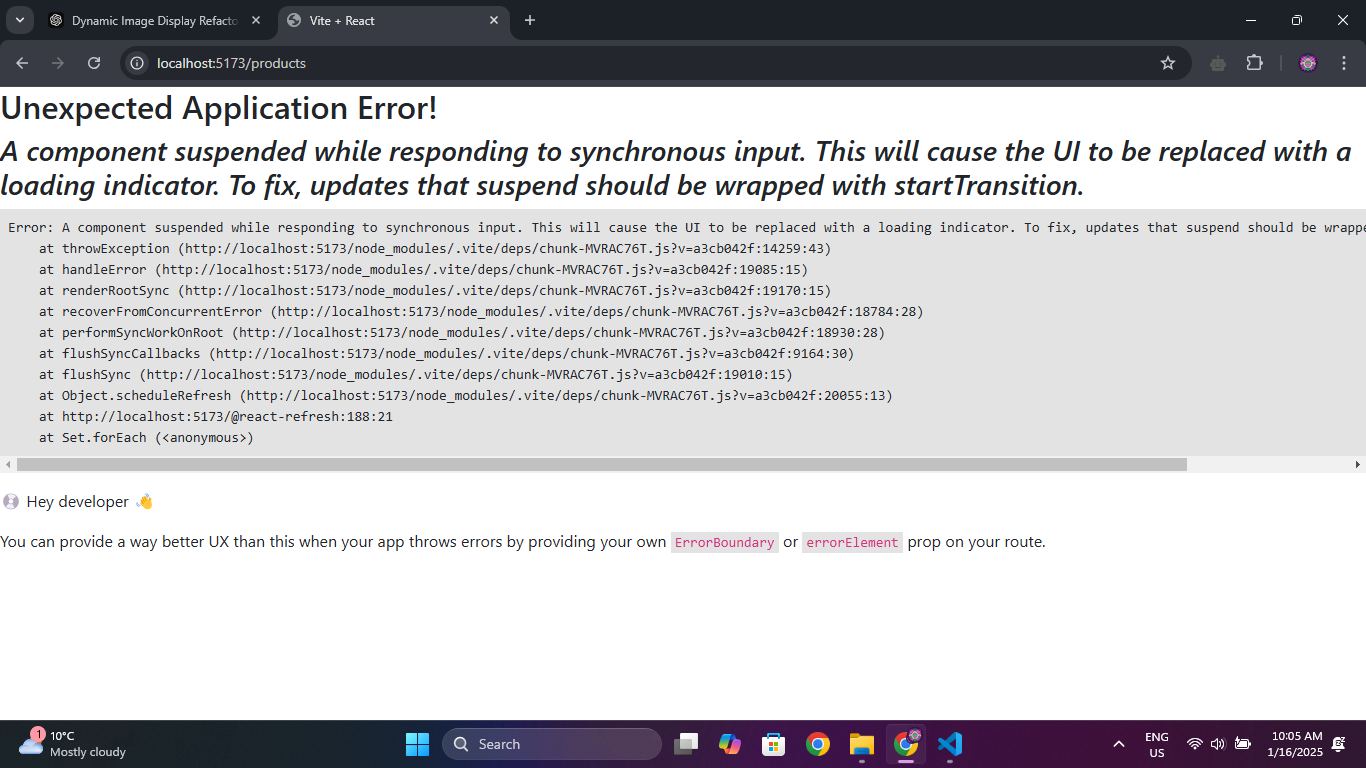 Dynamic Image Display Refacto
Vite + React
localhost:5173/products
Unexpected Application Error!
A component suspended while responding to synchronous input. This will cause the UI to be replaced with a
loading indicator. To fix, updates that suspend should be wrapped with startTransition.
Error: A component suspended while responding to synchronous input. This will cause the UI to be replaced with a loading indicator. To fix, updates that suspend should be wrappe
at throwException (http://localhost:5173/node_modules/.vite/deps/chunk-MVRAC76T.js?v=a3cb042f:14259:43)
at handleError (http://localhost:5173/node_modules/.vite/deps/chunk-MVRAC76T.js?v=a3cb042f:19085:15)
at renderRootSync (http://localhost:5173/node_modules/.vite/deps/chunk-MVRAC76T.js?v=a3cb042f:19170:15)
at recoverFromConcurrentError (http://localhost:5173/node_modules/.vite/deps/chunk-MVRAC76T.js?v=a3cb042f:18784:28)
at performSyncWorkOnRoot (http://localhost:5173/node_modules/.vite/deps/chunk-MVRAC76T.js?v=a3cb042f:18930:28)
at flushSyncCallbacks (http://localhost:5173/node_modules/.vite/deps/chunk-MVRAC76T.js?v=a3cb042f:9164:30)
at flushSync (http://localhost:5173/node_modules/.vite/deps/chunk-MVRAC76T.js?v=a3cb042f:19010:15)
at Object.scheduleRefresh (http://localhost:5173/node_modules/.vite/deps/chunk-MVRAC76T.js?v=a3cb042f:20055:13)
at http://localhost:5173/@react-refresh:188:21
at Set.forEach (<anonymous>)
💿 Hey developer 👋
You can provide a way better UX than this when your app throws errors by providing your own ErrorBoundary or errorElement prop on your route.
1
10°C
Mostly cloudy
Search
ENG
US
10:05 AM
1/16/2025